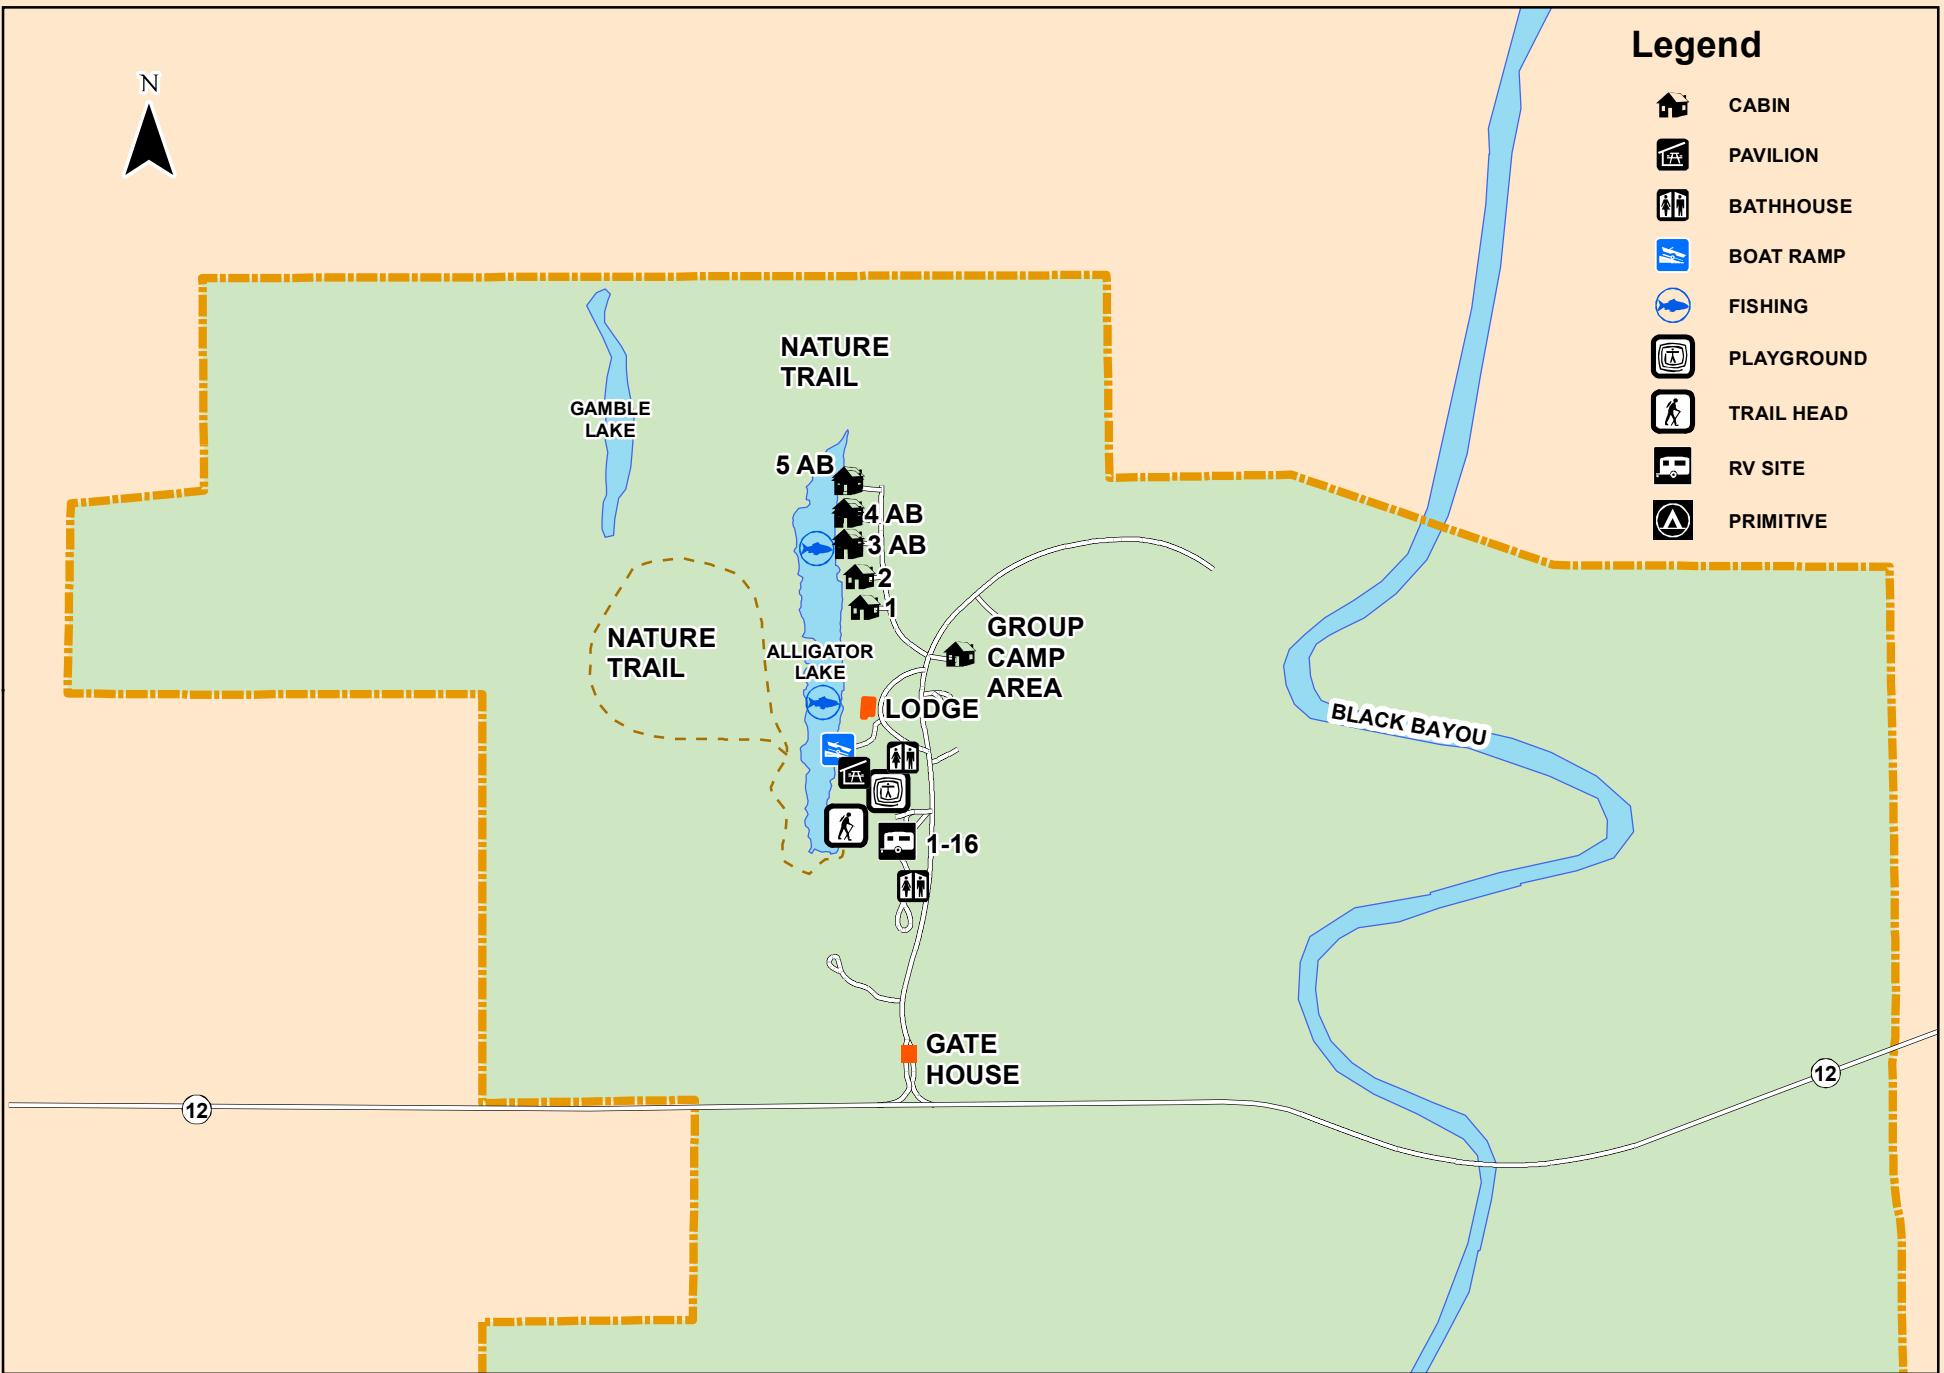 Legend
N
CABIN
PAVILION
BATHHOUSE
BOAT RAMP
FISHING
PLAYGROUND
TRAIL HEAD
RV SITE
PRIMITIVE
NATURE
TRAIL
GAMBLE
LAKE
5 AB
4 AB
3 AB
2
1
GROUP
CAMP
AREA
NATURE
TRAIL
ALLIGATOR
LAKE
LODGE
BLACK BAYOU
1-16
GATE
HOUSE
12
12